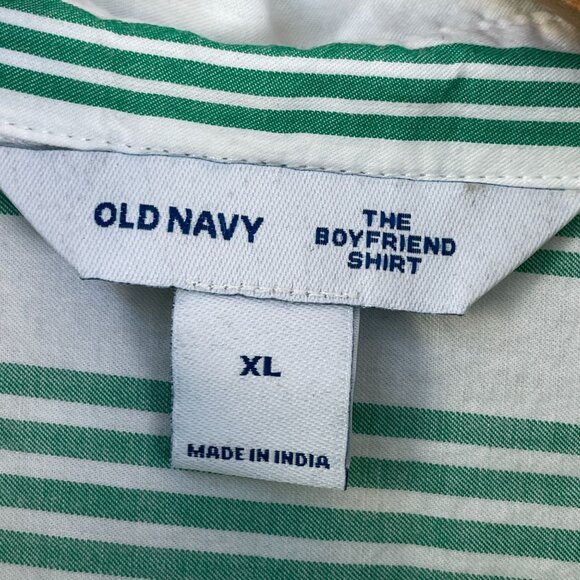 OLD NAVY
THE
BOYFRIEND
SHIRT
XL
MADE IN INDIA